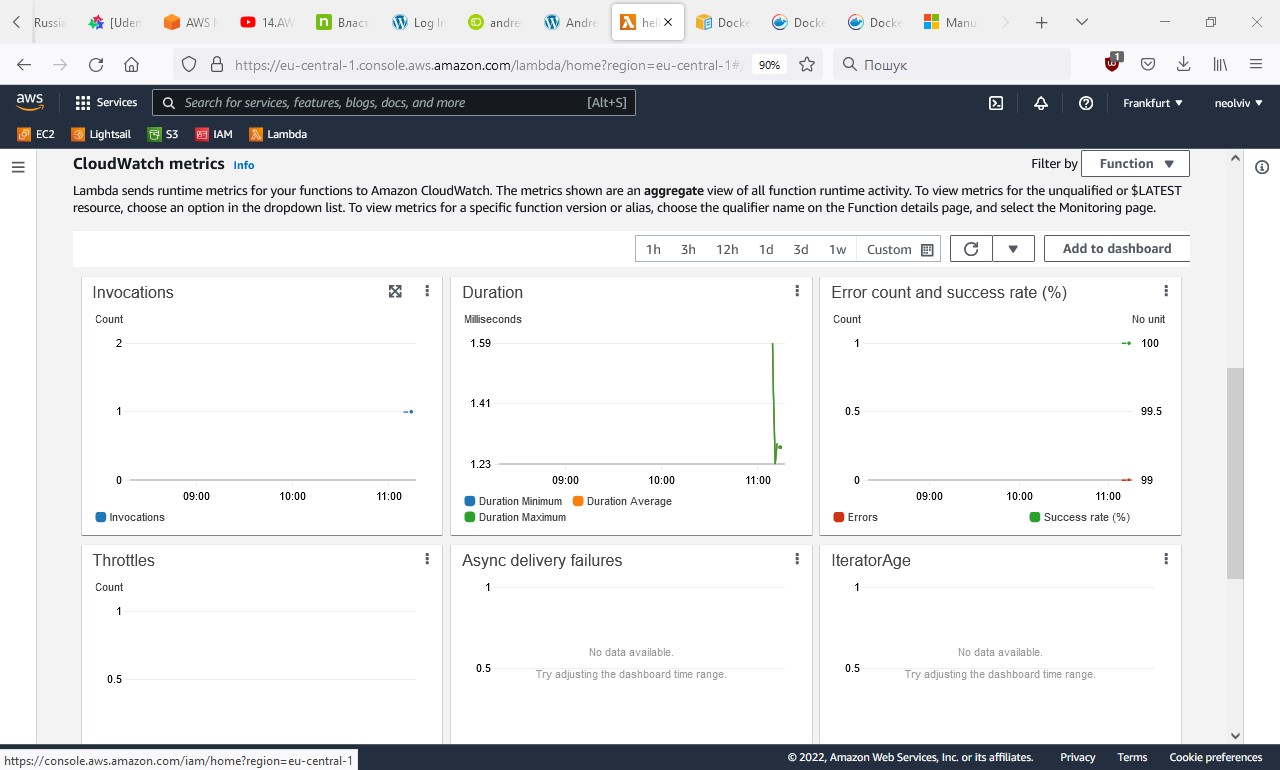 Russia
[Uden
AWS
14.AW
Власт
Log In
andre
Andre
hell
Docke
Docke
Docke
Manu
https://eu-central-1.console.aws.amazon.com/lambda/home?region=eu-central-1#/
90%
Пошук
1
aws
Services
Search for services, features, blogs, docs, and more
[Alt+S]
Frankfurt
neolviv
EC2 Lightsail S3 IAM Lambda
CloudWatch metrics Info
Filter by Function
Lambda sends runtime metrics for your functions to Amazon CloudWatch. The metrics shown are an aggregate view of all function runtime activity. To view metrics for the unqualified or $LATEST
resource, choose an option in the dropdown list. To view metrics for a specific function version or alias, choose the qualifier name on the Function details page, and select the Monitoring page.
1h 3h 12h 1d 3d 1w Custom Add to dashboard
Invocations
Count
2
1
0
09:00 10:00 11:00
Invocations
Duration
Milliseconds
1.59
1.41
1.23
09:00 10:00 11:00
Duration Minimum Duration Average
Duration Maximum
Error count and success rate (%)
Count No unit
1 100
0.5 99.5
0 99
09:00 10:00 11:00
Errors Success rate (%)
Throttles
Count
1
0.5
Async delivery failures
1
No data available.
0.5
Try adjusting the dashboard time range.
IteratorAge
1
No data available.
0.5
Try adjusting the dashboard time range.
https://console.aws.amazon.com/iam/home?region=eu-central-1
© 2022, Amazon Web Services, Inc. or its affiliates. Privacy Terms Cookie preferences